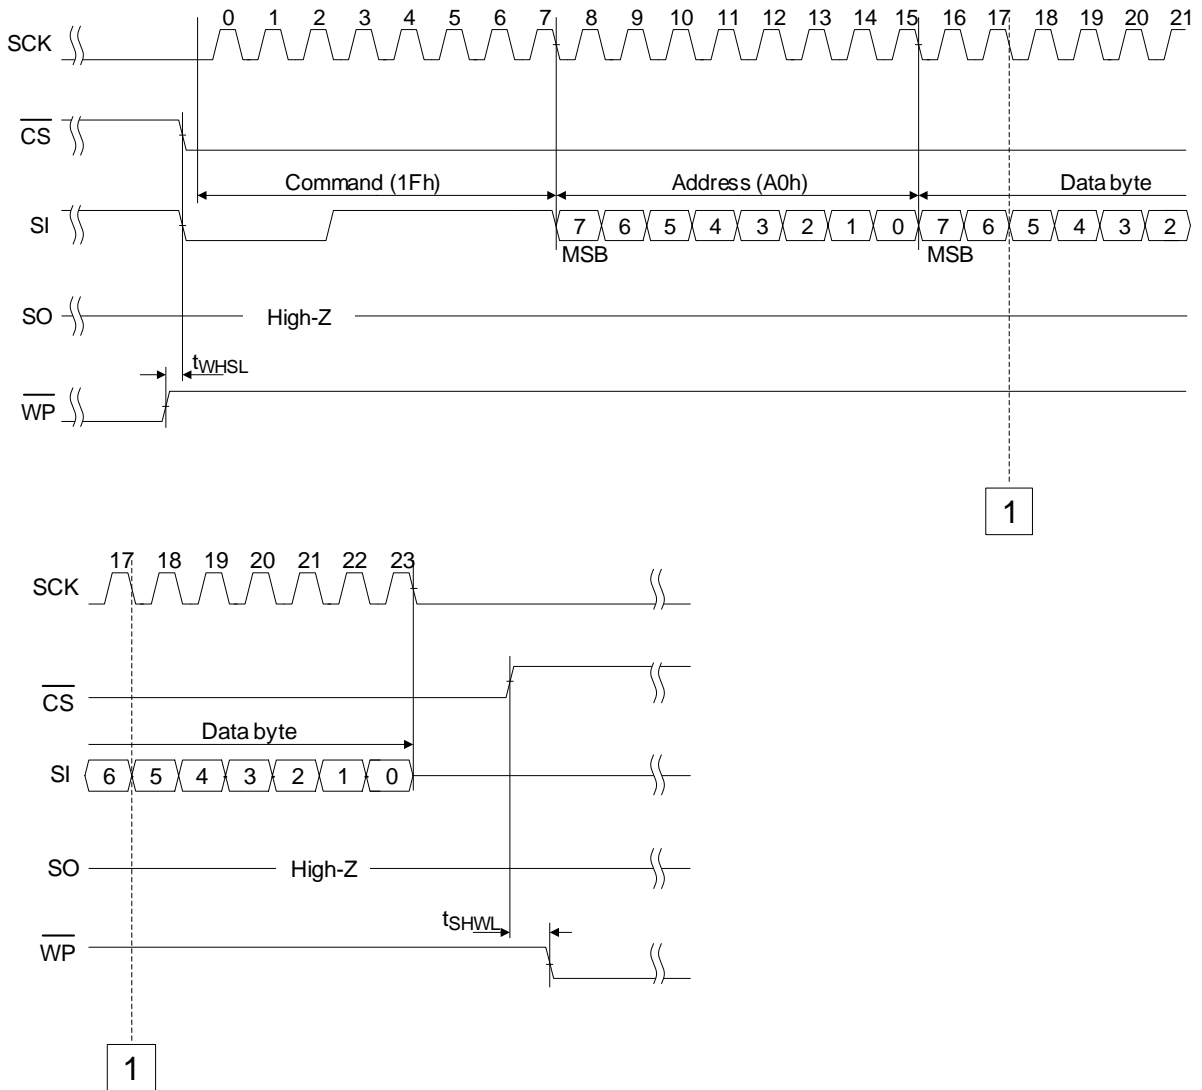 0 1 2 3 4 5 6 7 8 9 10 11 12 13 14 15 16 17 18 19 20 21
SCK
CS
Command (1Fh) Address (A0h) Data byte
SI 7 6 5 4 3 2 1 0 7 6 5 4 3 2
MSB MSB
SO High-Z
tWHSL
WP
1
17 18 19 20 21 22 23
SCK
CS
Data byte
SI 6 5 4 3 2 1 0
SO High-Z
tSHWL
WP
1